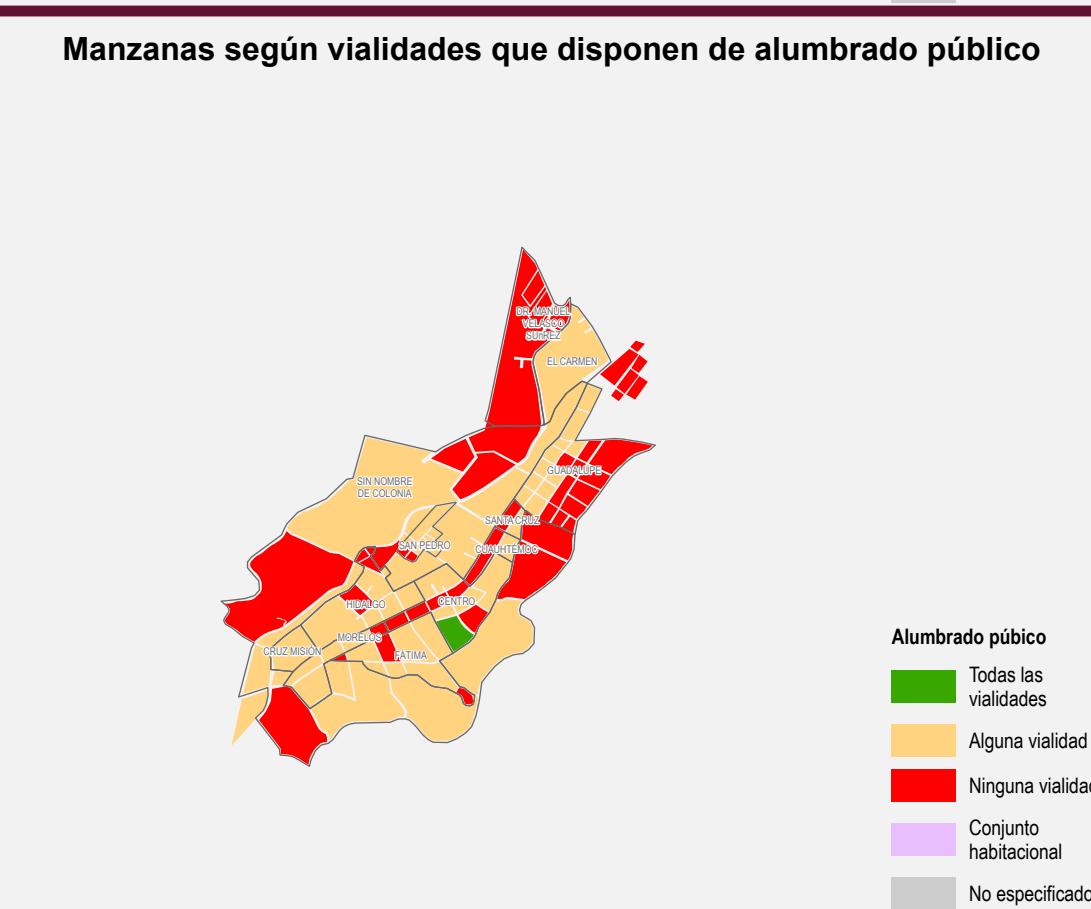 Manzanas según vialidades que disponen de alumbrado público
DR. MANUEL
VELASCO
SUnREZ
EL CARMEN
GUADALUPE
SIN NOMBRE
DE COLONIA
SANTA CRUZ
SAN PEDRO
CUAUHTÉMOC
HIDALGO
CENTRO
MORELOS
CRUZ MISIÓN
FÁTIMA
Alumbrado púbico
Todas las
vialidades
Alguna vialidad
Ninguna vialidad
Conjunto
habitacional
No especificado